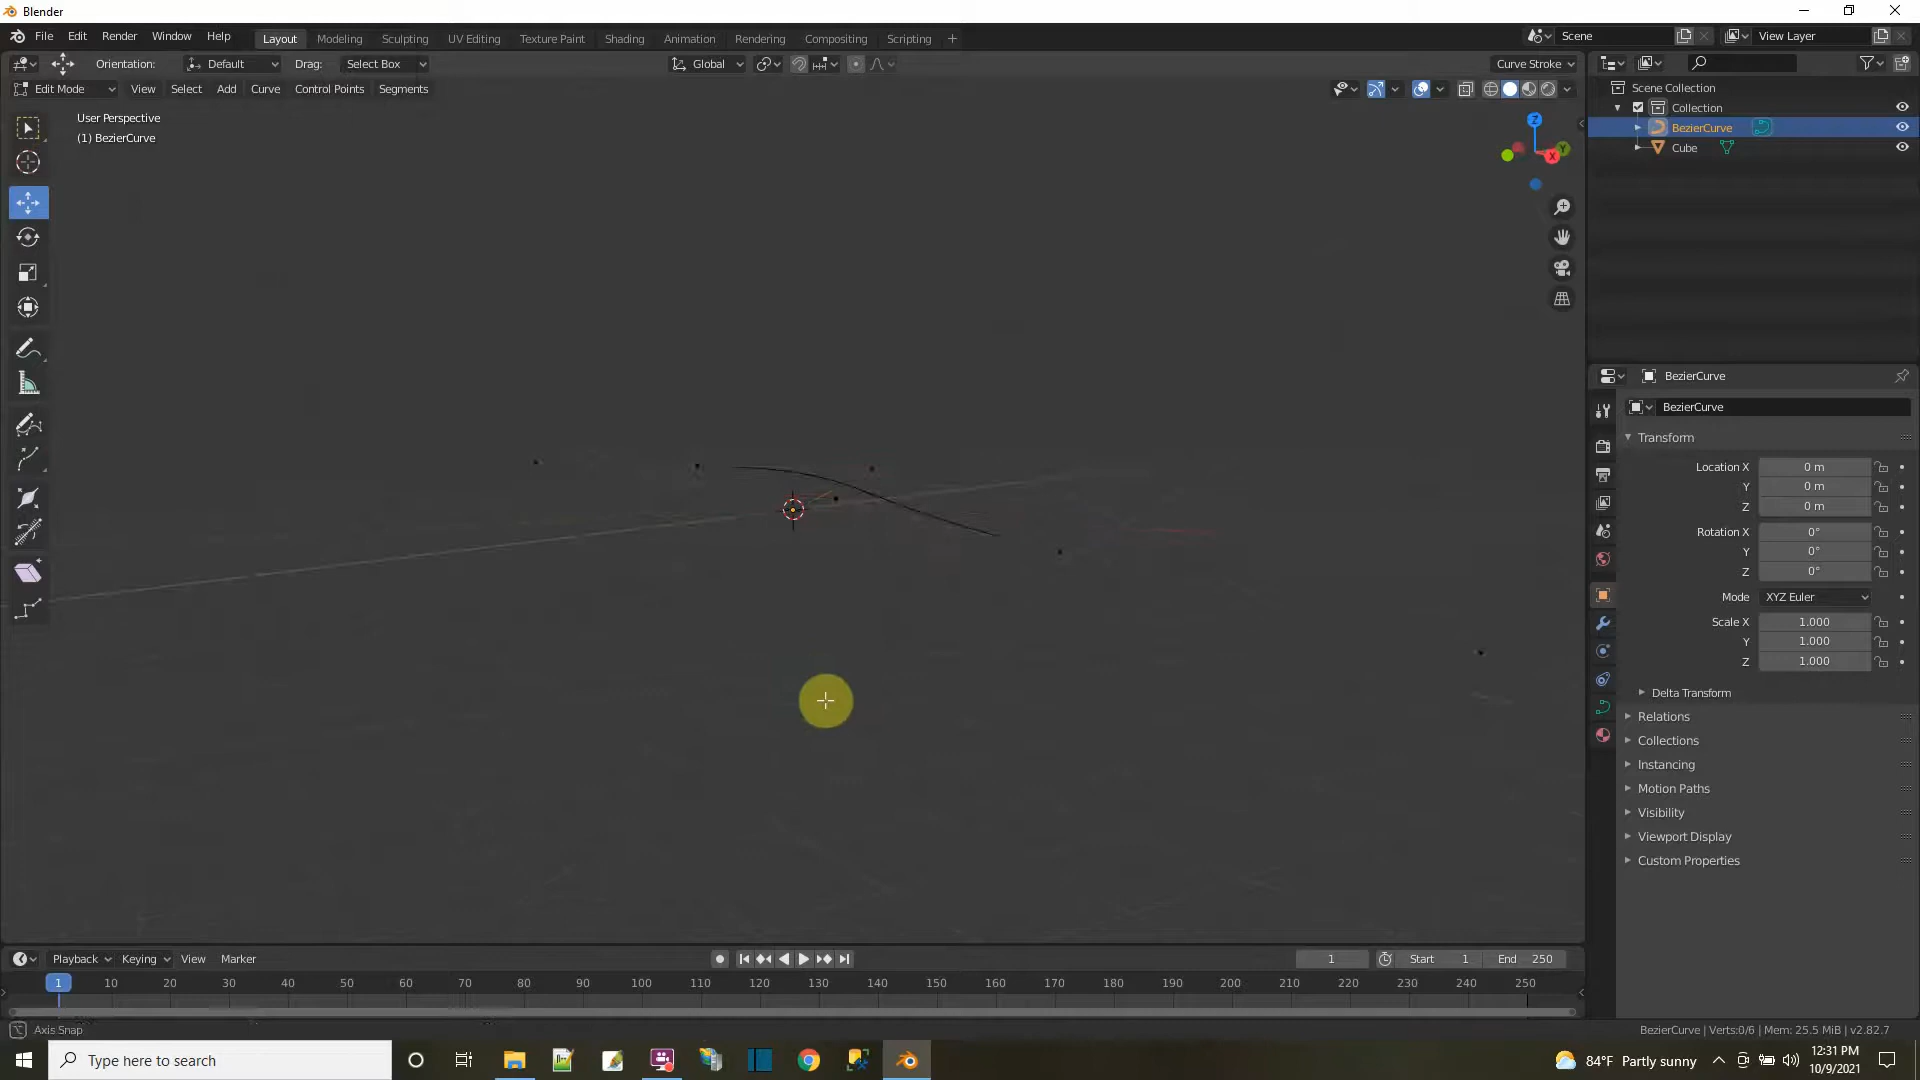 Blender
File Edit Render Window Help Layout Modeling Sculpting UV Editing Texture Paint Shading Animation Rendering Compositing Scripting + Scene View Layer
Orientation: Default Drag: Select Box Global Curve Stroke
Edit Mode View Select Add Curve Control Points Segments
User Perspective
(1) BezierCurve
Z
Y
X
Scene Collection
Collection
BezierCurve
Cube
BezierCurve
BezierCurve
Transform
Location X 0 m
Y 0 m
Z 0 m
Rotation X 0°
Y 0°
Z 0°
Mode XYZ Euler
Scale X 1.000
Y 1.000
Z 1.000
Delta Transform
Relations
Collections
Instancing
Motion Paths
Visibility
Viewport Display
Custom Properties
Playback Keying View Marker 1 Start 1 End 250
1 10 20 30 40 50 60 70 80 90 100 110 120 130 140 150 160 170 180 190 200 210 220 230 240 250
Axis Snap
BezierCurve | Verts:0/6 | Mem: 25.5 MiB | v2.82.7
Type here to search
84°F Partly sunny
12:31 PM
10/9/2021